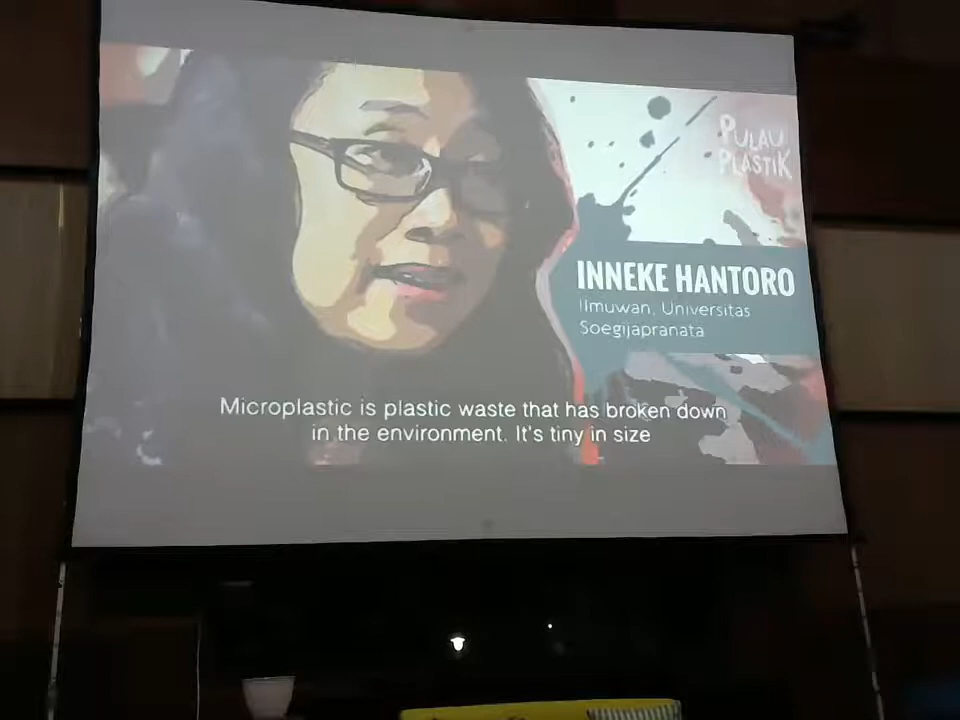 PULAU
PLASTIK
INNEKE HANTORO
Ilmuwan, Universitas
Soegijapranata
Microplastic is plastic waste that has broken down
in the environment. It's tiny in size